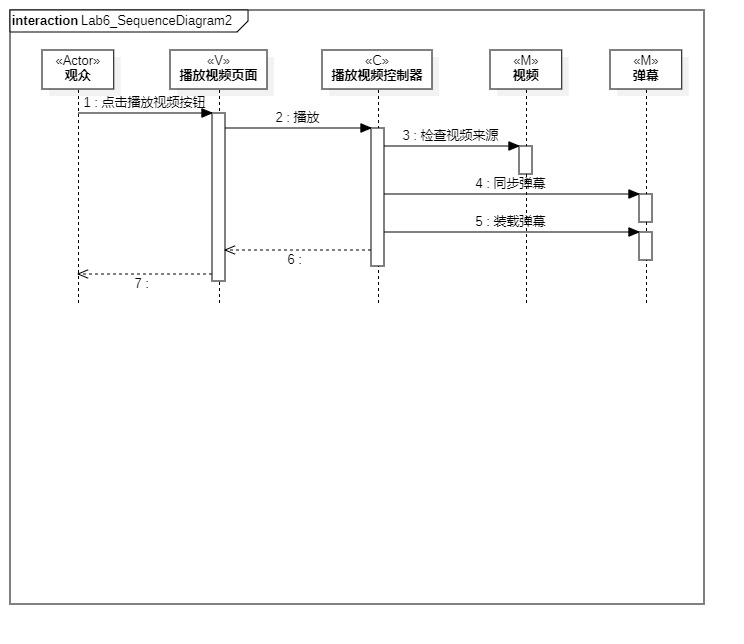 interaction Lab6_SequenceDiagram2
«Actor»
观众
«V»
播放视频页面
«C»
播放视频控制器
«M»
视频
«M»
弹幕
1 : 点击播放视频按钮
2 : 播放
3 : 检查视频来源
4 : 同步弹幕
5 : 装载弹幕
6 :
7 :